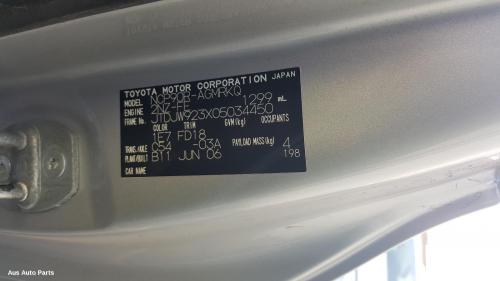 TOYOTA MOTOR CORPORATION JAPAN
MODEL NCP90R-AGMRKQ
ENGINE 2NZ-FE 1299 mL
FRAME No. JTDJW923X05034450
COLOR TRIM GVM(kg) OCCUPANTS
1E7 FD18 4
TRANS./AXLE C54 -03A PAYLOAD MASS(kg) 198
PLANT/BUILT B11 JUN 06
CAR NAME
Aus Auto Parts